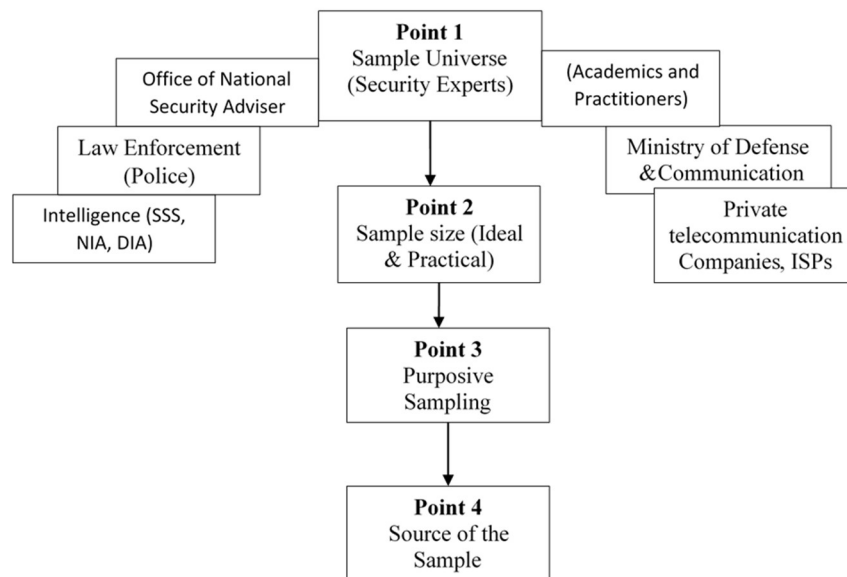 Point 1
Sample Universe
(Security Experts)
Office of National
Security Adviser
(Academics and
Practitioners)
Law Enforcement
(Police)
Ministry of Defense
&Communication
Intelligence (SSS,
NIA, DIA)
Private
telecommunication
Companies, ISPs
Point 2
Sample size (Ideal
& Practical)
Point 3
Purposive
Sampling
Point 4
Source of the
Sample